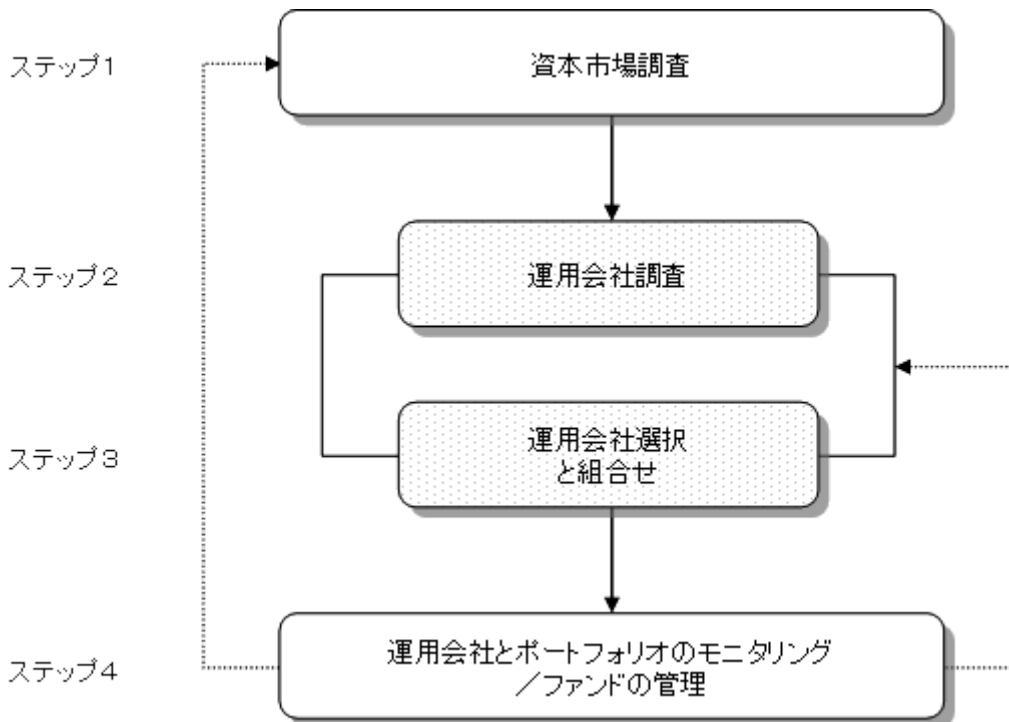 ステップ1
資本市場調査
ステップ2
運用会社調査
ステップ3
運用会社選択
と組合せ
ステップ4
運用会社とポートフォリオのモニタリング
／ファンドの管理